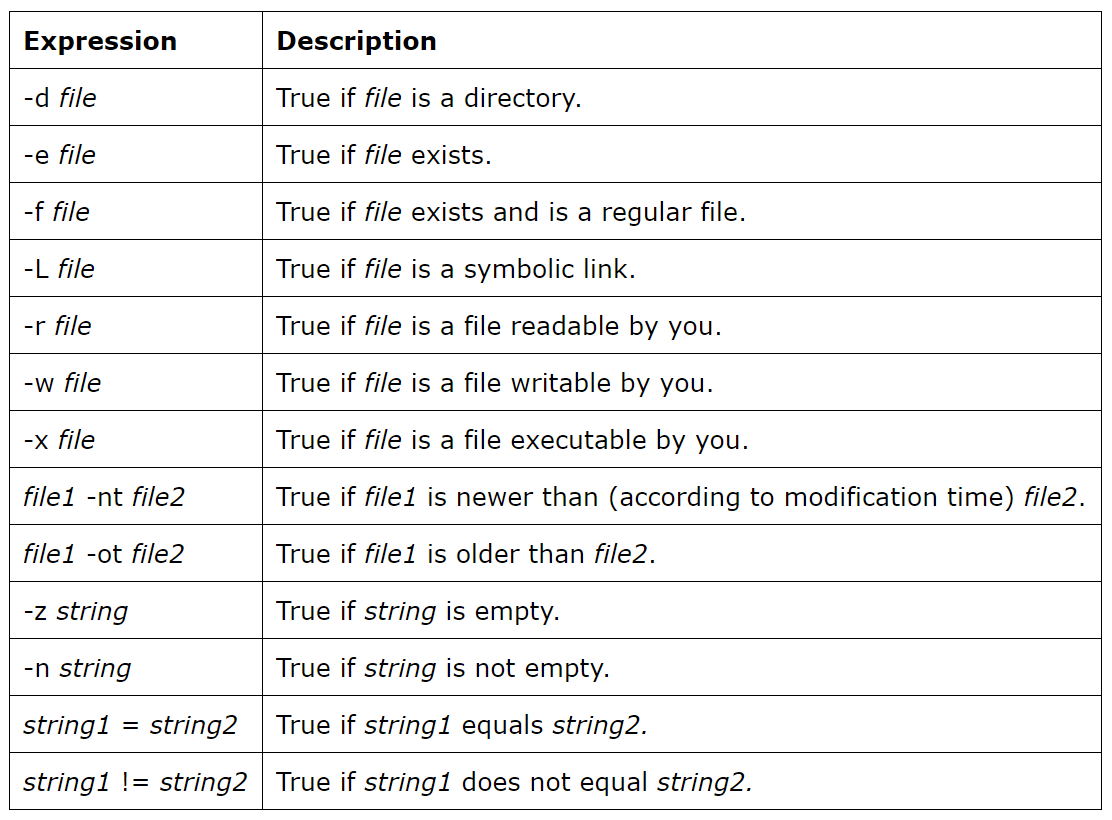 Expression Description
-d file True if file is a directory.
-e file True if file exists.
-f file True if file exists and is a regular file.
-L file True if file is a symbolic link.
-r file True if file is a file readable by you.
-w file True if file is a file writable by you.
-x file True if file is a file executable by you.
file1 -nt file2 True if file1 is newer than (according to modification time) file2.
file1 -ot file2 True if file1 is older than file2.
-z string True if string is empty.
-n string True if string is not empty.
string1 = string2 True if string1 equals string2.
string1 != string2 True if string1 does not equal string2.